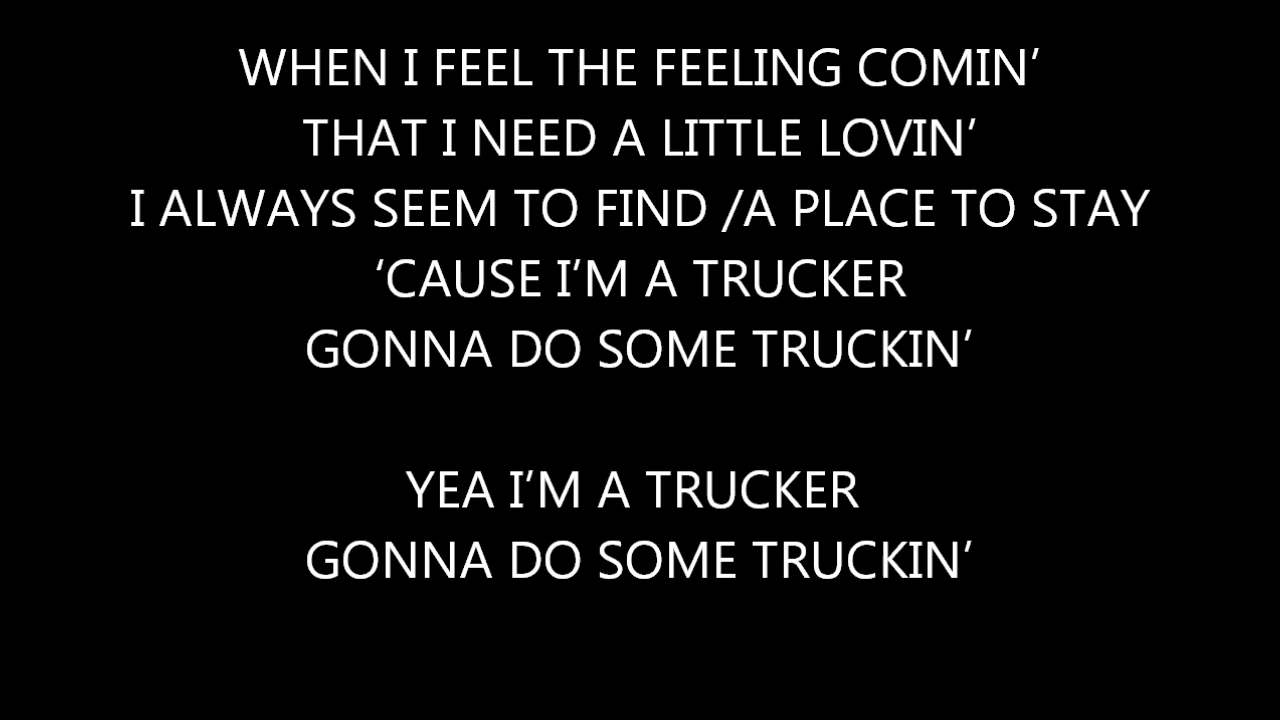 WHEN I FEEL THE FEELING COMIN’
THAT I NEED A LITTLE LOVIN’
I ALWAYS SEEM TO FIND /A PLACE TO STAY
‘CAUSE I’M A TRUCKER
GONNA DO SOME TRUCKIN’
YEA I’M A TRUCKER
GONNA DO SOME TRUCKIN’